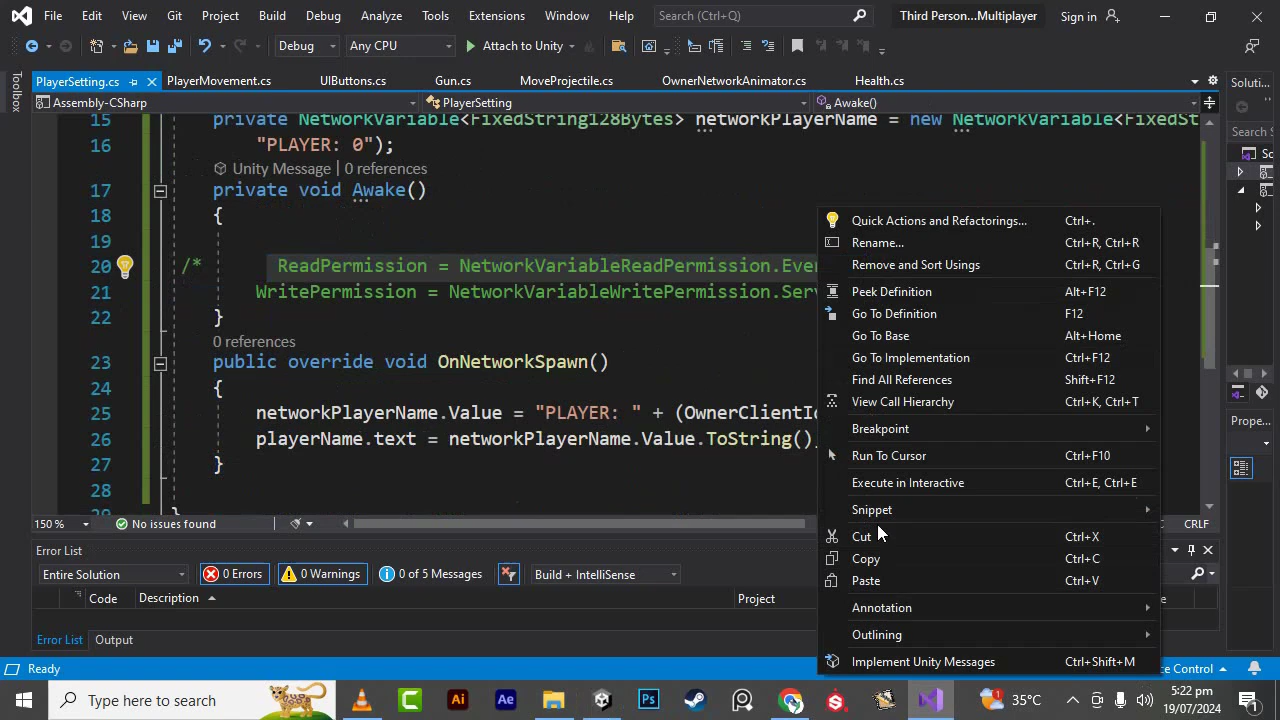 File Edit View Git Project Build Debug Analyze Tools Extensions Window Help Search (Ctrl+Q) Third Person...Multiplayer Sign in
Debug Any CPU Attach to Unity
PlayerSetting.cs PlayerMovement.cs UIButtons.cs Gun.cs MoveProjectile.cs OwnerNetworkAnimator.cs Health.cs
Assembly-CSharp PlayerSetting Awake()
Toolbox
15 private NetworkVariable<FixedString128Bytes> networkPlayerName = new NetworkVariable<FixedSt
16 "PLAYER: 0");
Unity Message | 0 references
17 private void Awake()
18 {
19
20 /* ReadPermission = NetworkVariableReadPermission.Eve
21 WritePermission = NetworkVariableWritePermission.Serv
22 }
0 references
23 public override void OnNetworkSpawn()
24 {
25 networkPlayerName.Value = "PLAYER: " + (OwnerClientId
26 playerName.text = networkPlayerName.Value.ToString();
27 }
28
}
Quick Actions and Refactorings... Ctrl+.
Rename... Ctrl+R, Ctrl+R
Remove and Sort Usings Ctrl+R, Ctrl+G
Peek Definition Alt+F12
Go To Definition F12
Go To Base Alt+Home
Go To Implementation Ctrl+F12
Find All References Shift+F12
View Call Hierarchy Ctrl+K, Ctrl+T
Breakpoint
Run To Cursor Ctrl+F10
Execute in Interactive Ctrl+E, Ctrl+E
Snippet
Cut Ctrl+X
Copy Ctrl+C
Paste Ctrl+V
Annotation
Outlining
Implement Unity Messages Ctrl+Shift+M
Soluti...
Search S
Sc
Prope...
150 % No issues found CRLF
Error List
Entire Solution 0 Errors 0 Warnings 0 of 5 Messages Build + IntelliSense
Code Description Project
Error List Output
Ready
Type here to search 35°C 5:22 pm
19/07/2024